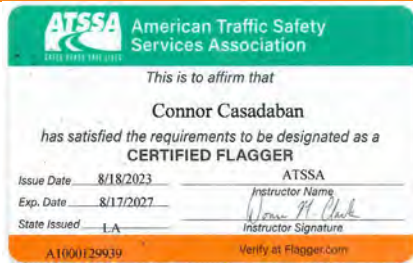 ATSSA
SAFER ROADS SAVE LIVES
American Traffic Safety
Services Association
This is to affirm that
Connor Casadaban
has satisfied the requirements to be designated as a
CERTIFIED FLAGGER
Issue Date 8/18/2023 ATSSA
Instructor Name
Exp. Date 8/17/2027
State Issued LA Instructor Signature
A1000129939 Verify at Flagger.com